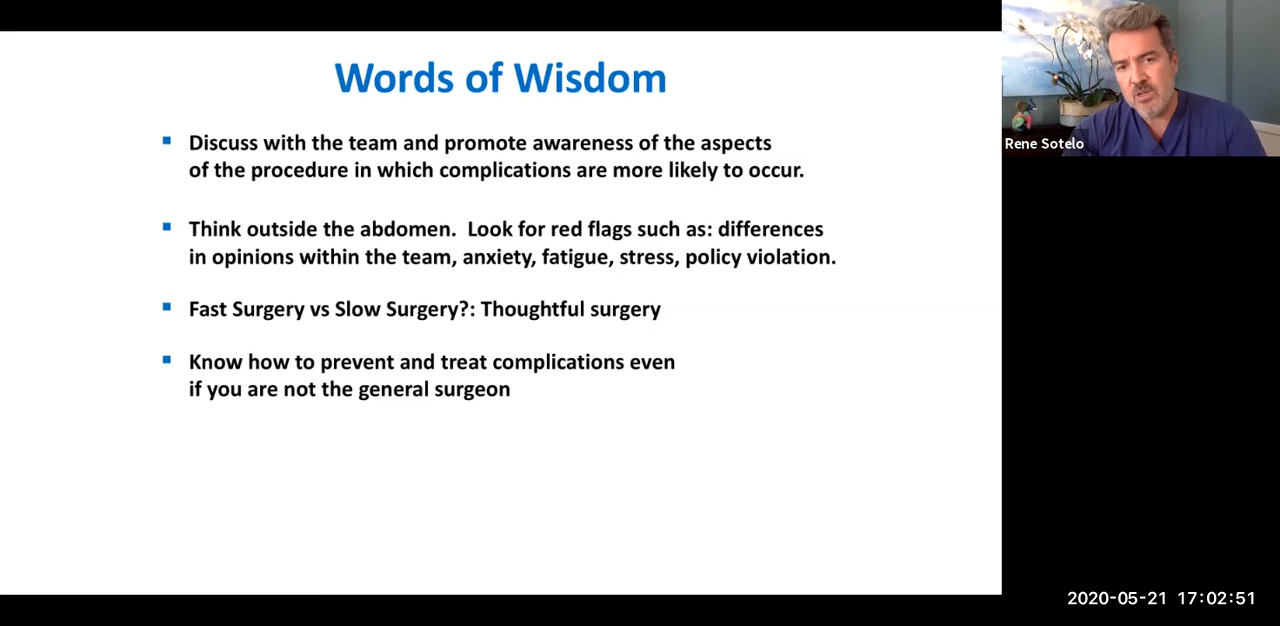 Words of Wisdom
Discuss with the team and promote awareness of the aspects
of the procedure in which complications are more likely to occur.
Think outside the abdomen.  Look for red flags such as: differences
in opinions within the team, anxiety, fatigue, stress, policy violation.
Fast Surgery vs Slow Surgery?: Thoughtful surgery
Know how to prevent and treat complications even
if you are not the general surgeon
Rene Sotelo
2020-05-21 17:02:51